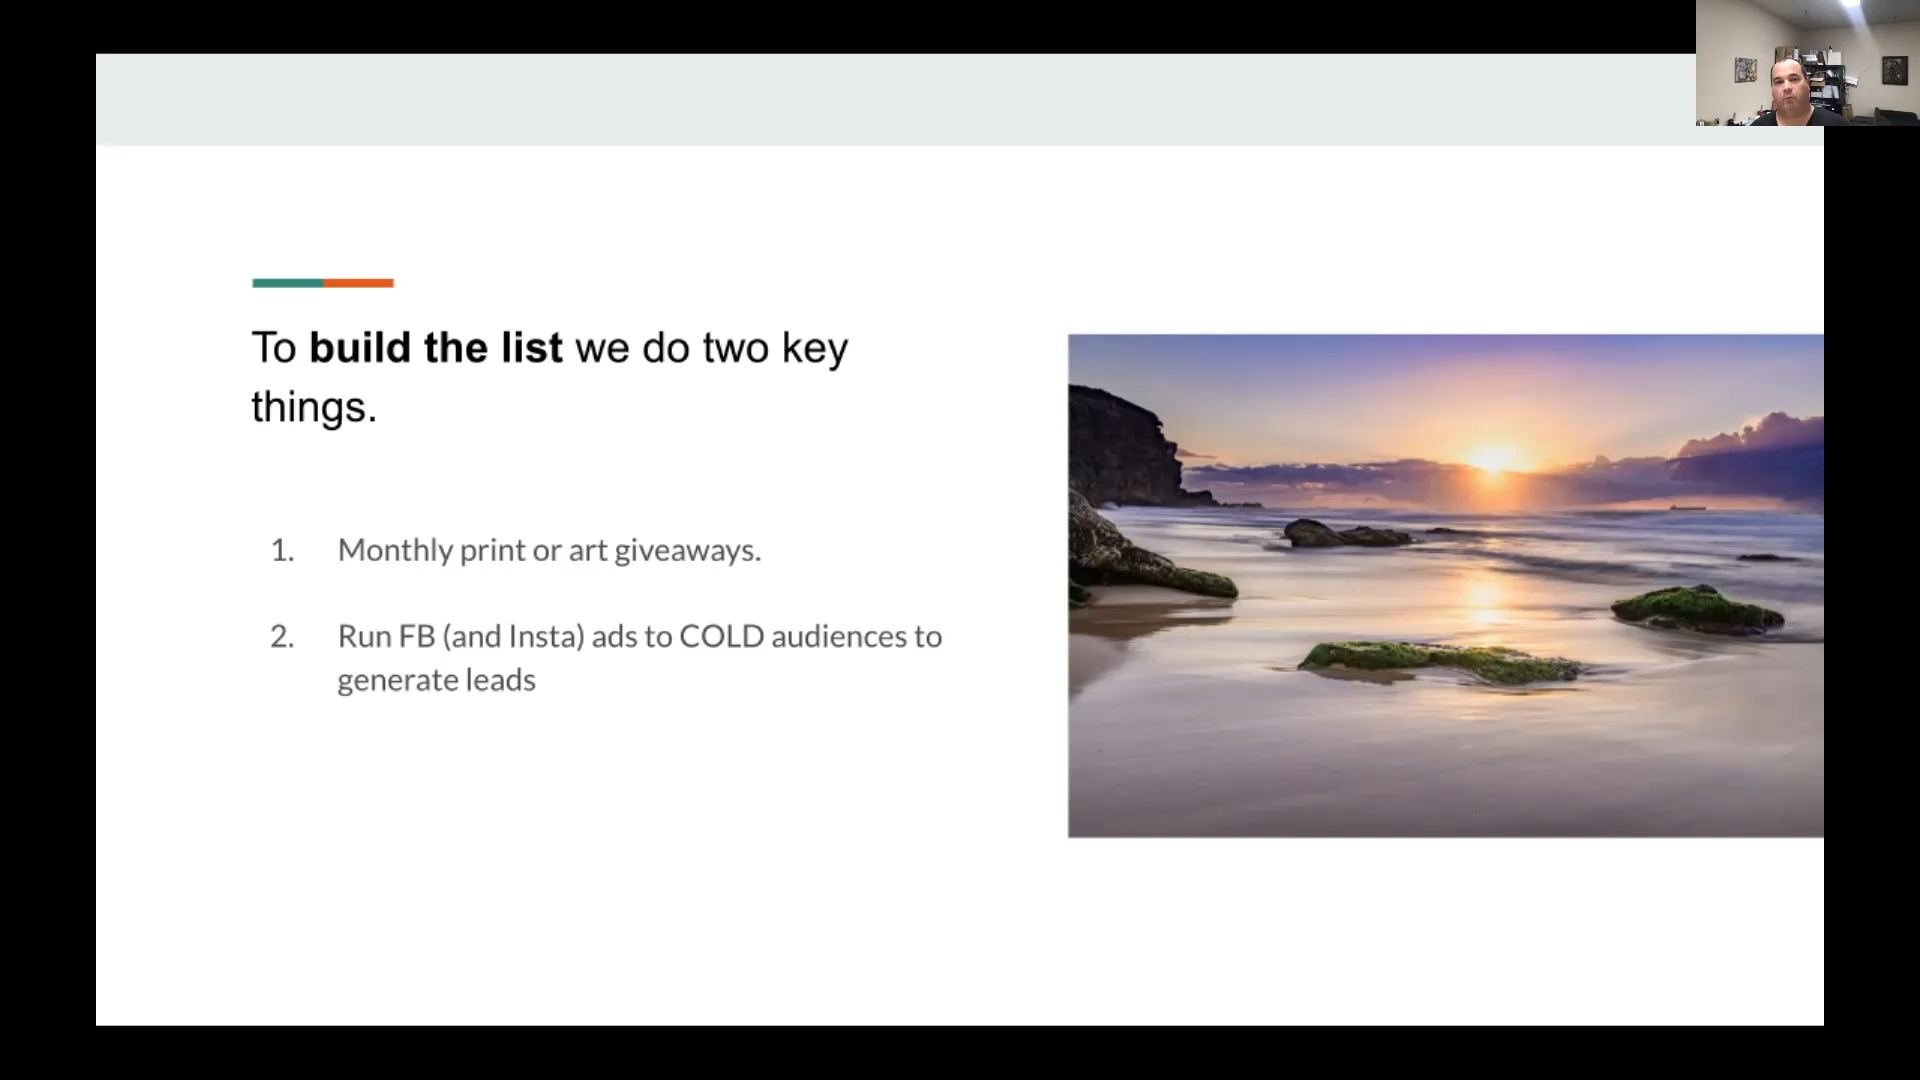 To build the list we do two key
things.
1. Monthly print or art giveaways.
2. Run FB (and Insta) ads to COLD audiences to
generate leads